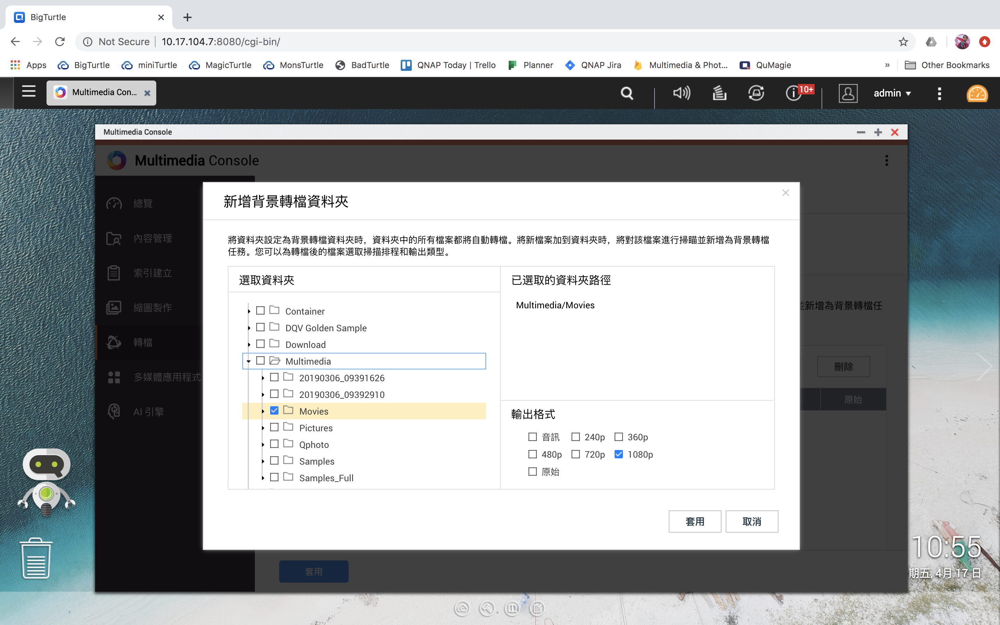 BigTurtle
Not Secure
10.17.104.7:8080/cgi-bin/
Apps
BigTurtle
miniTurtle
MagicTurtle
MonsTurtle
BadTurtle
QNAP Today | Trello
Planner
QNAP Jira
Multimedia & Phot...
QuMagie
»
Other Bookmarks
Multimedia Con...
10+
admin
Multimedia Console
Multimedia Console
總覽
內容管理
索引建立
縮圖製作
轉檔
多媒體應用程式
AI 引擎
新增背景轉檔資料夾
將資料夾設定為背景轉檔資料夾時，資料夾中的所有檔案都將自動轉檔。將新檔案加到資料夾時，將對該檔案進行掃瞄並新增為背景轉檔
任務。您可以為轉檔後的檔案選取掃描排程和輸出類型。
選取資料夾
Container
DQV Golden Sample
Download
Multimedia
20190306_09391626
20190306_09392910
Movies
Pictures
Qphoto
Samples
Samples_Full
已選取的資料夾路徑
Multimedia/Movies
輸出格式
音訊 240p 360p
480p 720p 1080p
原始
套用
取消
並新增為背景轉檔任
刪除
原始
套用
10:55
期五, 4月 17 日